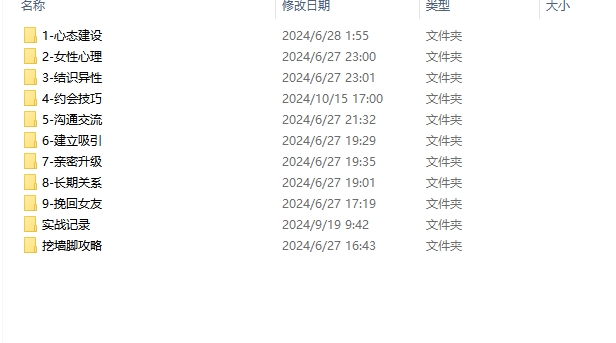 名称 修改日期 类型 大小
1-心态建设 2024/6/28 1:55 文件夹
2-女性心理 2024/6/27 23:00 文件夹
3-结识异性 2024/6/27 23:01 文件夹
4-约会技巧 2024/10/15 17:00 文件夹
5-沟通交流 2024/6/27 21:32 文件夹
6-建立吸引 2024/6/27 19:29 文件夹
7-亲密升级 2024/6/27 19:35 文件夹
8-长期关系 2024/6/27 19:01 文件夹
9-挽回女友 2024/6/27 17:19 文件夹
实战记录 2024/9/19 9:42 文件夹
挖墙脚攻略 2024/6/27 16:43 文件夹